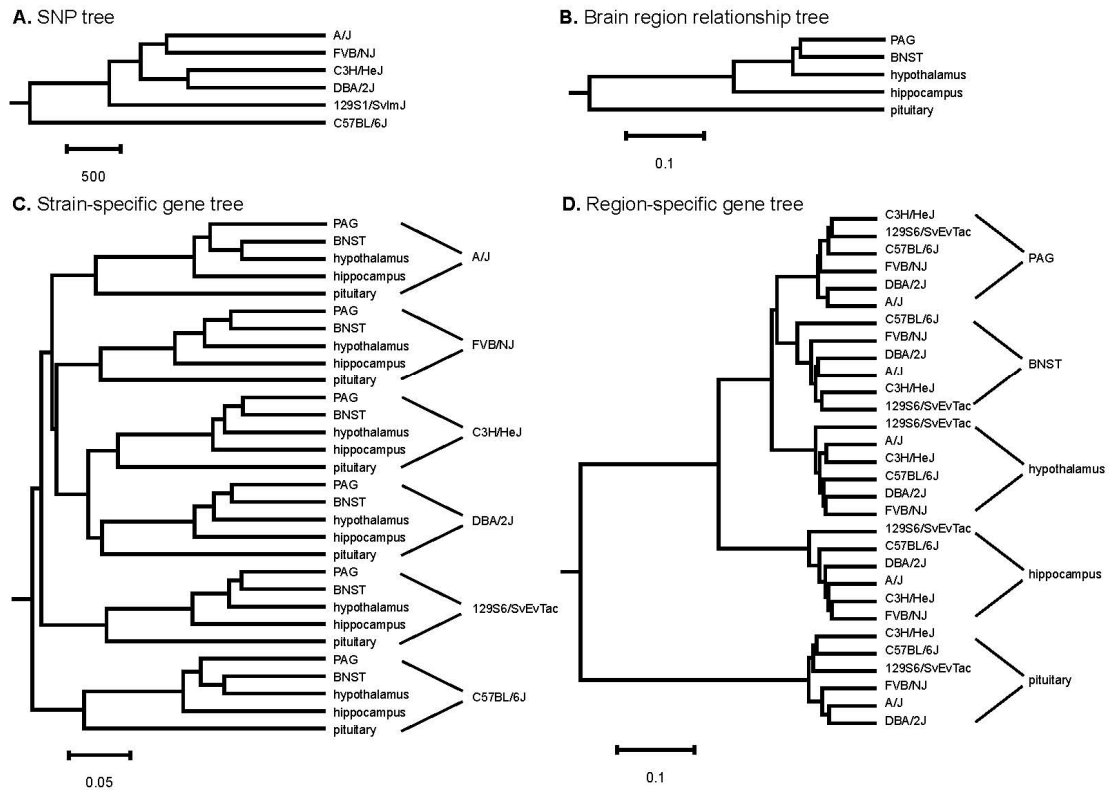 A. SNP tree
A/J
FVB/NJ
C3H/HeJ
DBA/2J
129S1/SvlmJ
C57BL/6J
500
B. Brain region relationship tree
PAG
BNST
hypothalamus
hippocampus
pituitary
0.1
C. Strain-specific gene tree
PAG
BNST
hypothalamus
hippocampus
pituitary
A/J
PAG
BNST
hypothalamus
hippocampus
pituitary
FVB/NJ
PAG
BNST
hypothalamus
hippocampus
pituitary
C3H/HeJ
PAG
BNST
hypothalamus
hippocampus
pituitary
DBA/2J
PAG
BNST
hypothalamus
hippocampus
pituitary
129S6/SvEvTac
PAG
BNST
hypothalamus
hippocampus
pituitary
C57BL/6J
0.05
D. Region-specific gene tree
C3H/HeJ
129S6/SvEvTac
C57BL/6J
FVB/NJ
DBA/2J
A/J
PAG
C57BL/6J
FVB/NJ
DBA/2J
A/J
C3H/HeJ
129S6/SvEvTac
BNST
129S6/SvEvTac
A/J
C3H/HeJ
C57BL/6J
DBA/2J
FVB/NJ
hypothalamus
129S6/SvEvTac
C57BL/6J
DBA/2J
A/J
C3H/HeJ
FVB/NJ
hippocampus
C3H/HeJ
C57BL/6J
129S6/SvEvTac
FVB/NJ
A/J
DBA/2J
pituitary
0.1